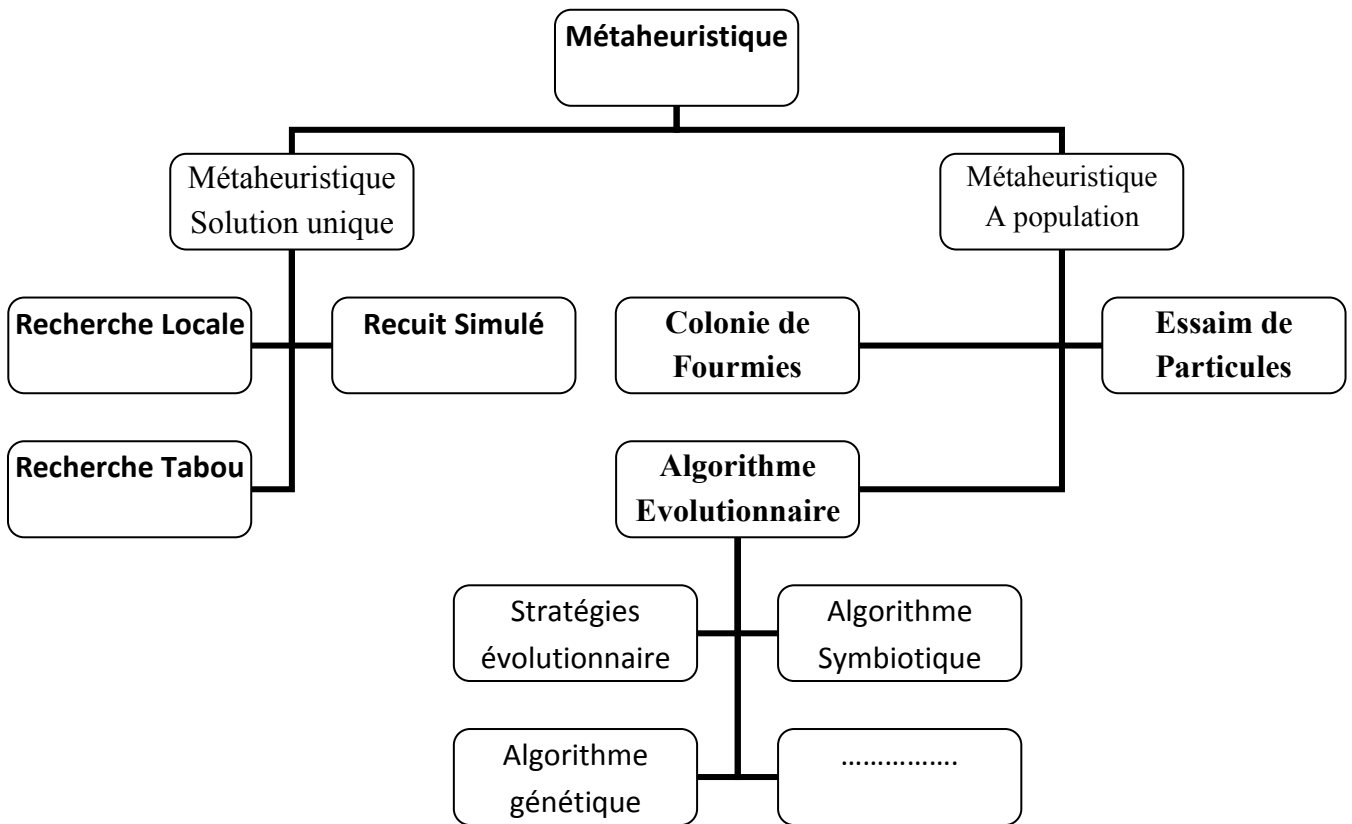 Métaheuristique
Métaheuristique
Solution unique
Métaheuristique
A population
Recherche Locale
Recuit Simulé
Colonie de
Fourmies
Essaim de
Particules
Recherche Tabou
Algorithme
Evolutionnaire
Stratégies
évolutionnaire
Algorithme
Symbiotique
Algorithme
génétique
…………….